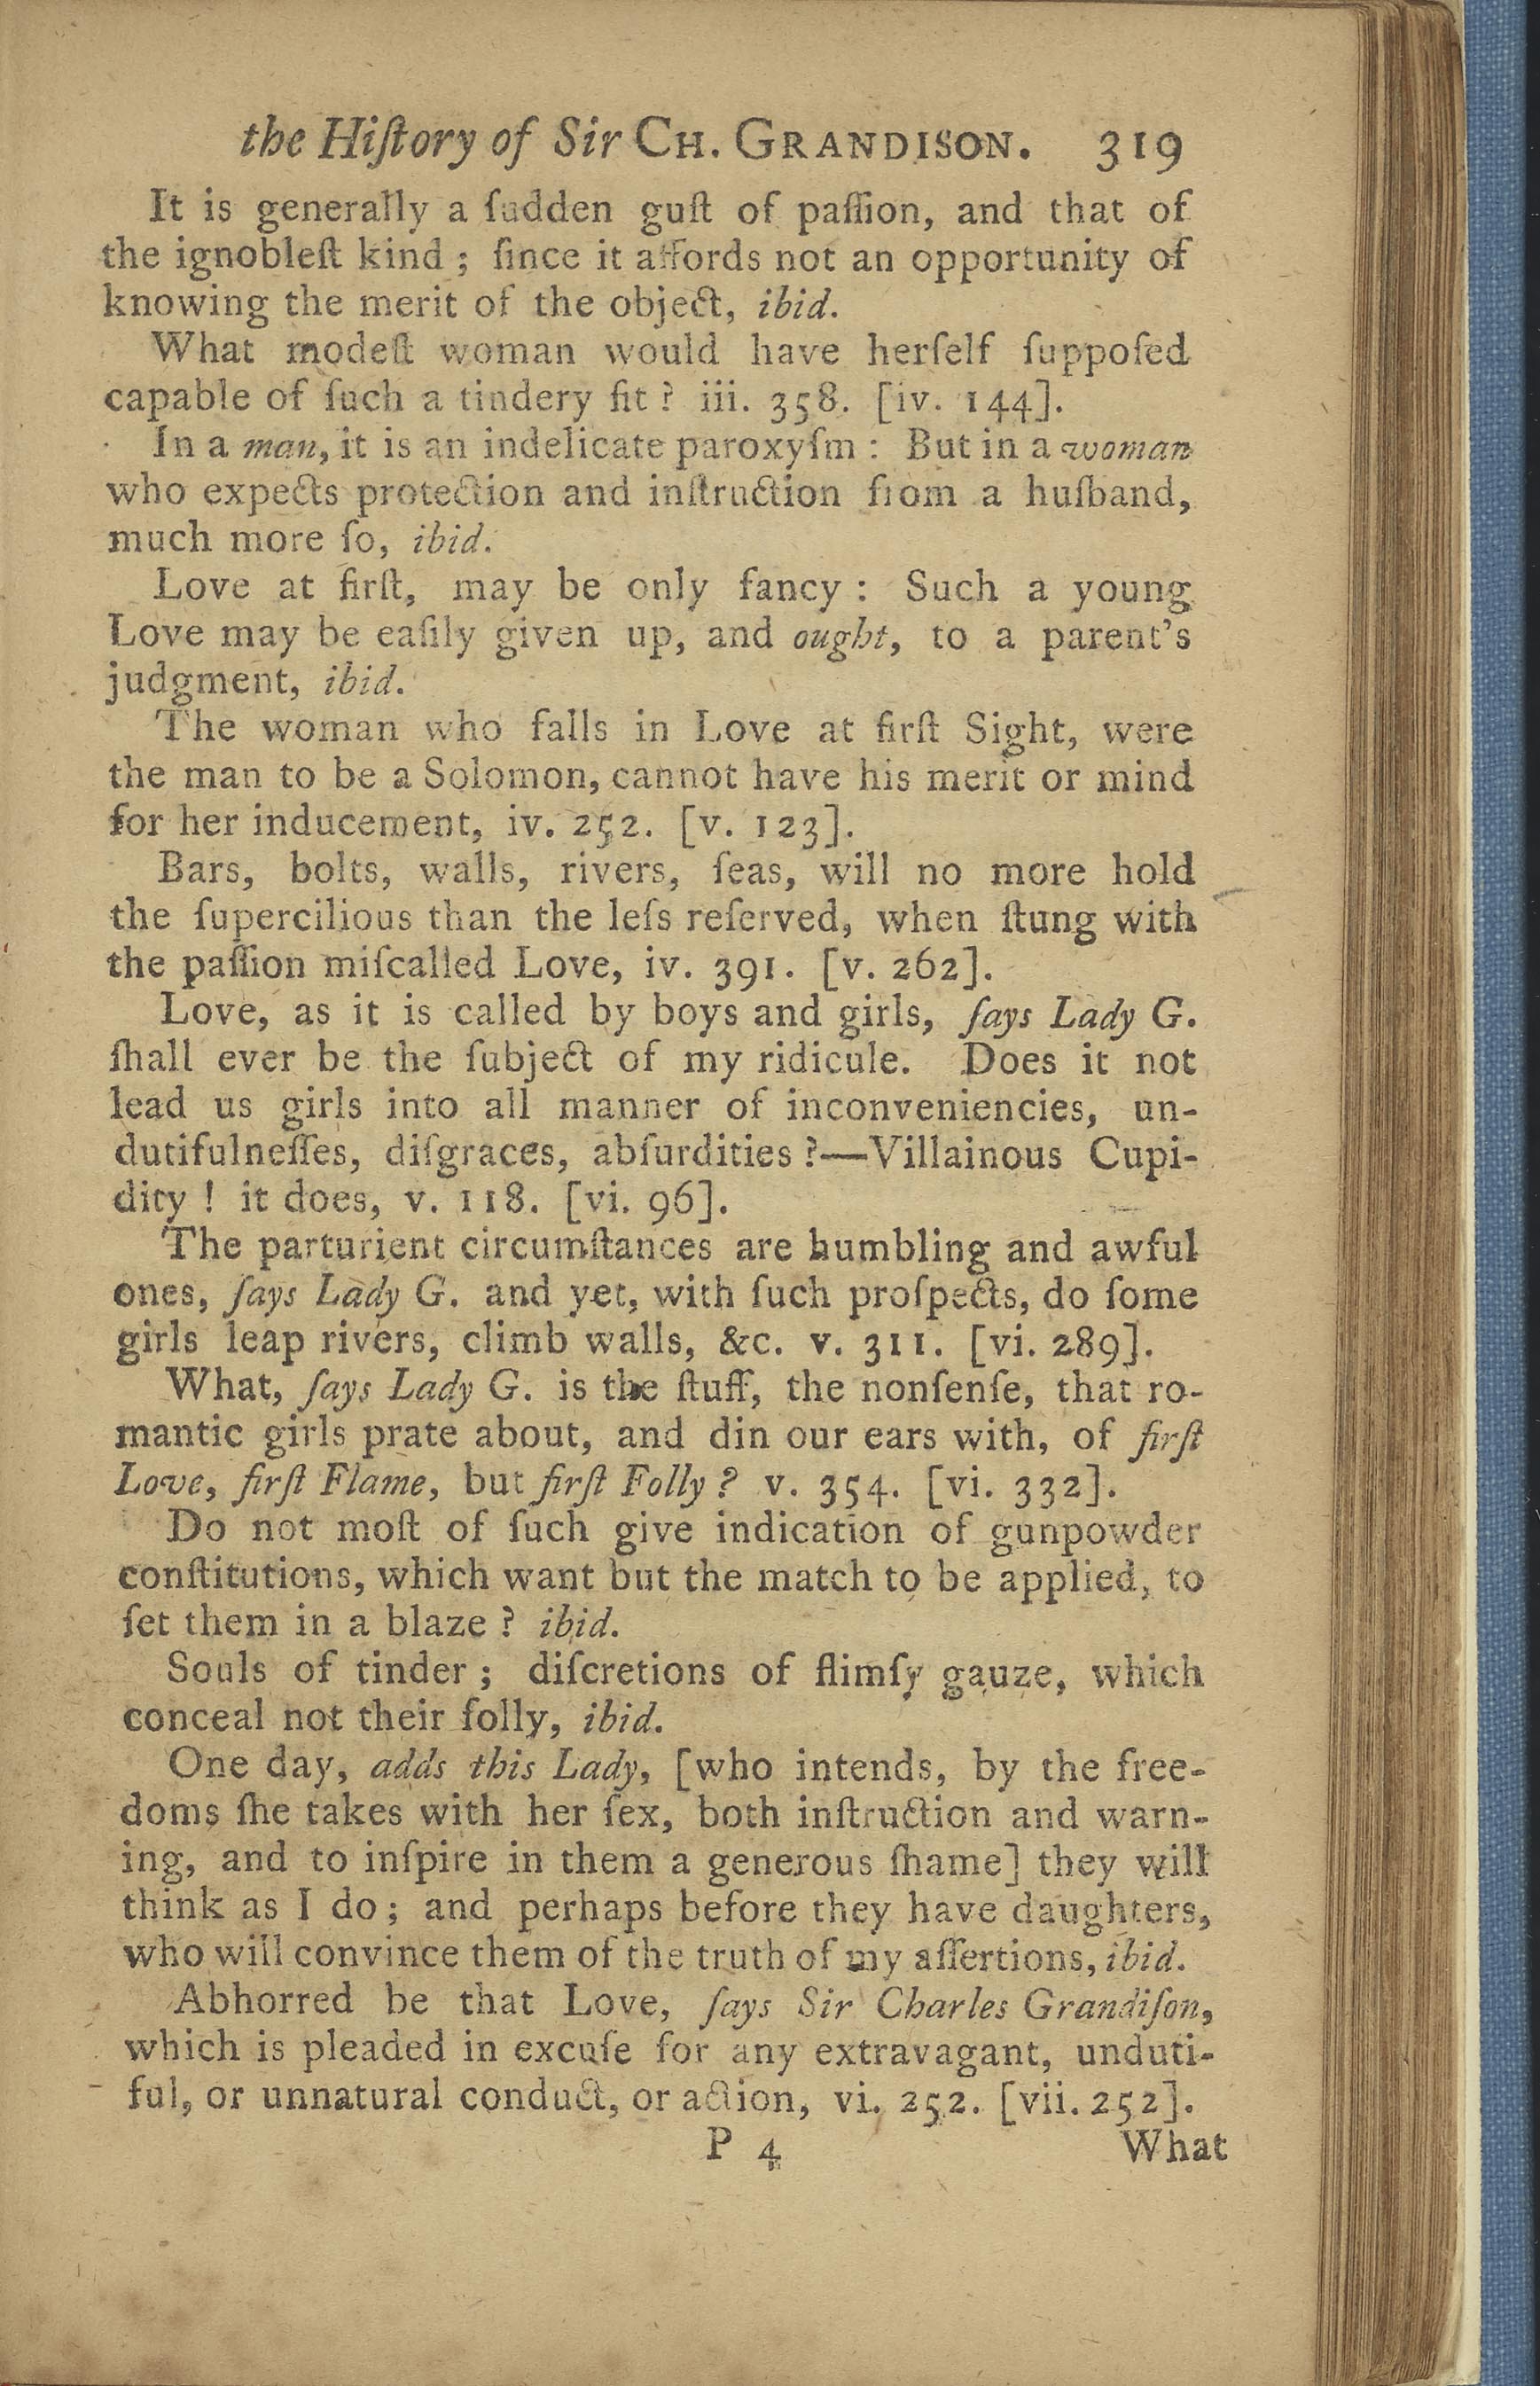 the Hiſtory of Sir CH. GRANDISON. 319
It is generally a ſudden guſt of paſſion, and that of
the ignobleſt kind ; ſince it affords not an opportunity of
knowing the merit of the object, ibid.
What modeſt woman would have herſelf ſuppoſed
capable of ſuch a tindery fit ? iii. 358. [iv. 144].
In a man, it is an indelicate paroxyſm : But in a woman
who expects protection and inſtruction from a huſband,
much more ſo, ibid.
Love at firſt, may be only fancy : Such a young
Love may be eaſily given up, and ought, to a parent's
judgment, ibid.
The woman who falls in Love at firſt Sight, were
the man to be a Solomon, cannot have his merit or mind
for her inducement, iv. 252. [v. 123].
Bars, bolts, walls, rivers, ſeas, will no more hold
the ſupercilious than the leſs reſerved, when ſtung with
the paſſion miſcalled Love, iv. 391. [v. 262].
Love, as it is called by boys and girls, ſays Lady G.
ſhall ever be the ſubject of my ridicule. Does it not
lead us girls into all manner of inconveniencies, un-
dutifulneſſes, diſgraces, abſurdities ?—Villainous Cupi-
dity ! it does, v. 118. [vi. 96].
The parturient circumſtances are humbling and awful
ones, ſays Lady G. and yet, with ſuch proſpects, do ſome
girls leap rivers, climb walls, &c. v. 311. [vi. 289].
What, ſays Lady G. is the ſtuff, the nonſenſe, that ro-
mantic girls prate about, and din our ears with, of firſt
Love, firſt Flame, but firſt Folly ? v. 354. [vi. 332].
Do not moſt of ſuch give indication of gunpowder
conſtitutions, which want but the match to be applied, to
ſet them in a blaze ? ibid.
Souls of tinder ; diſcretions of flimſy gauze, which
conceal not their folly, ibid.
One day, adds this Lady, [who intends, by the free-
doms ſhe takes with her ſex, both inſtruction and warn-
ing, and to inſpire in them a generous ſhame] they will
think as I do ; and perhaps before they have daughters,
who will convince them of the truth of my aſſertions, ibid.
Abhorred be that Love, ſays Sir Charles Grandiſon,
which is pleaded in excuſe for any extravagant, unduti-
ful, or unnatural conduct, or action, vi. 252. [vii. 252].
P 4 What